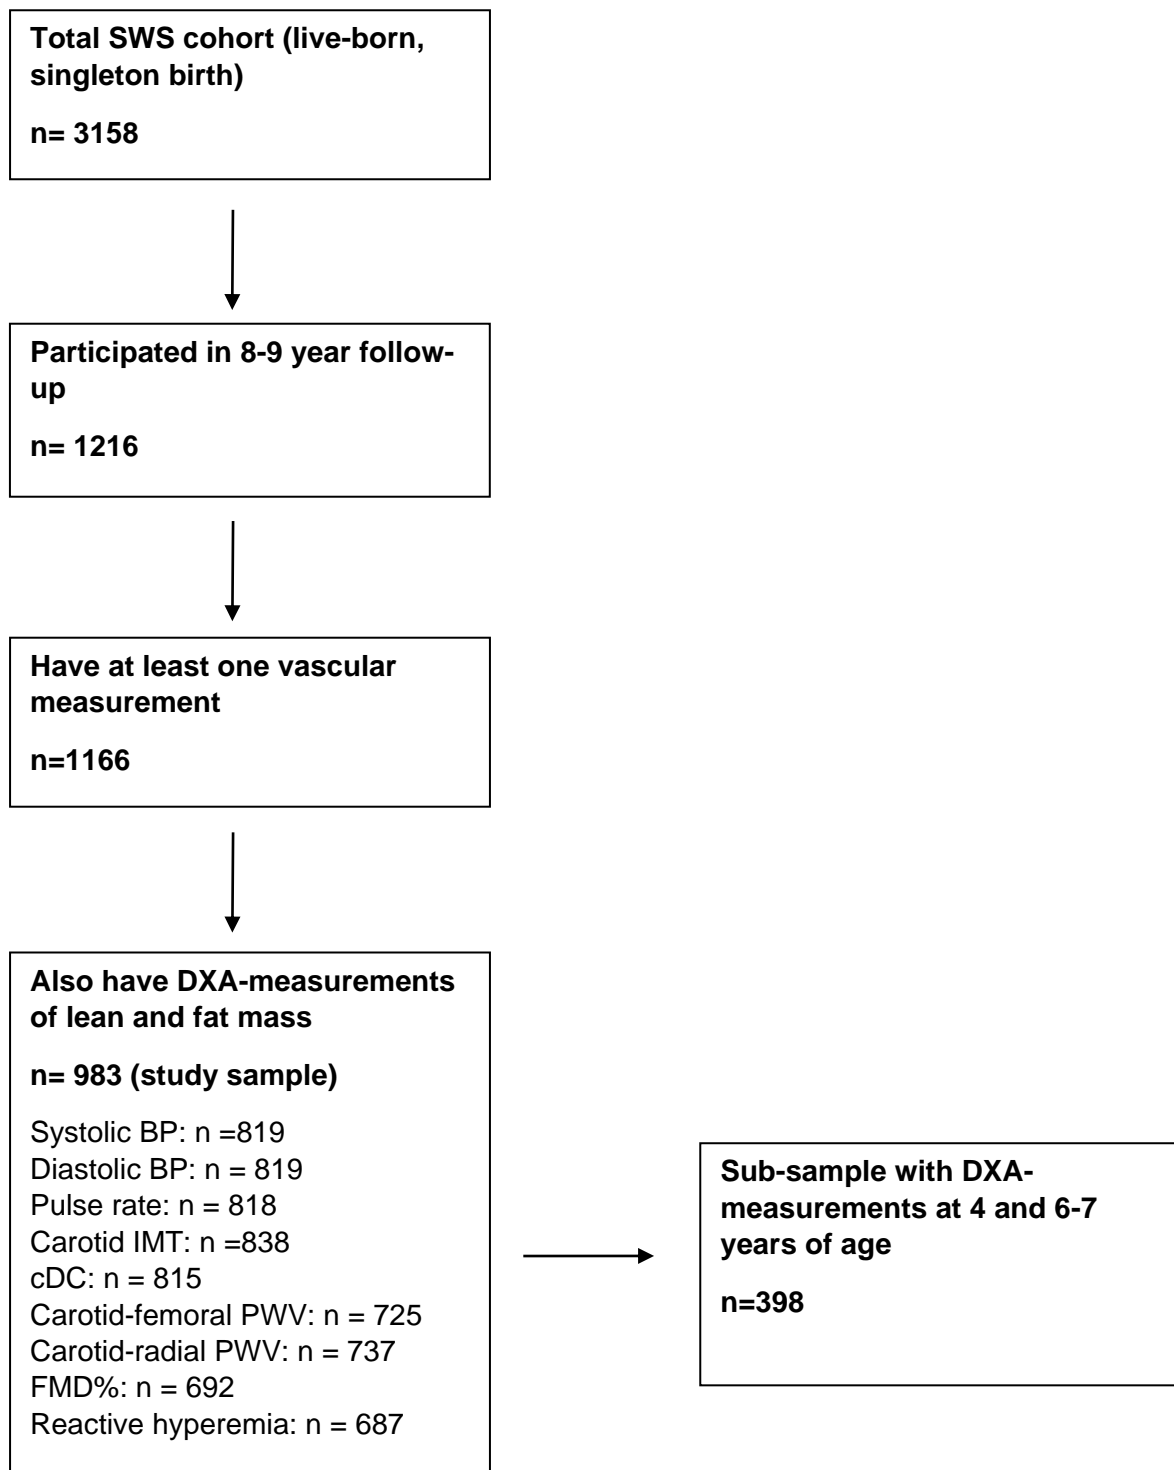 Total SWS cohort (live-born,
singleton birth)
n= 3158
Participated in 8-9 year follow-
up
n= 1216
Have at least one vascular
measurement
n=1166
Also have DXA-measurements
of lean and fat mass
n= 983 (study sample)
Systolic BP: n =819
Diastolic BP: n = 819
Pulse rate: n = 818
Carotid IMT: n =838
cDC: n = 815
Carotid-femoral PWV: n = 725
Carotid-radial PWV: n = 737
FMD%: n = 692
Reactive hyperemia: n = 687
Sub-sample with DXA-
measurements at 4 and 6-7
years of age
n=398